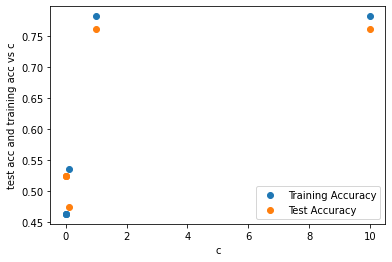 test acc and training acc vs c
0.75
0.70
0.65
0.60
0.55
0.50
0.45
0 2 4 6 8 10
c
Training Accuracy
Test Accuracy